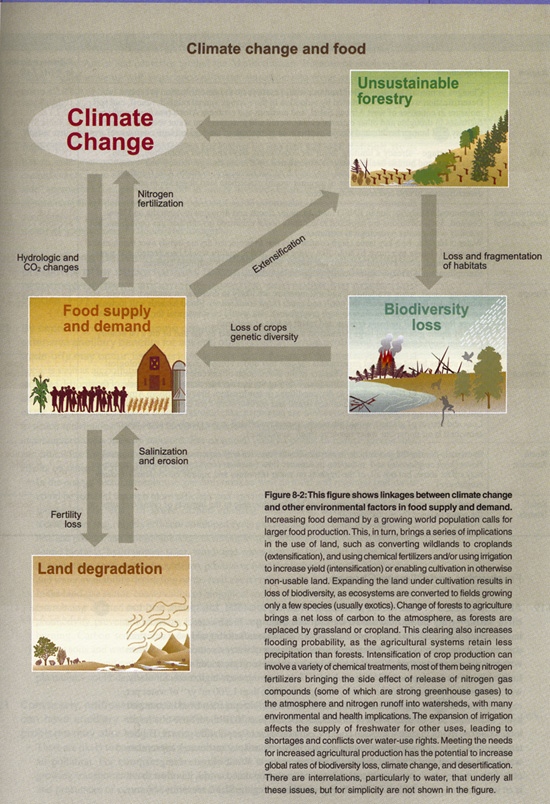 Climate change and food
Unsustainable
forestry
Climate
Change
Nitrogen
fertilization
Hydrologic and
CO₂ changes
Extensification
Loss and fragmentation
of habitats
Food supply
and demand
Loss of crops
genetic diversity
Biodiversity
loss
Salinization
and erosion
Fertility
loss
Land degradation
Figure 8-2: This figure shows linkages between climate change
and other environmental factors in food supply and demand.
Increasing food demand by a growing world population calls for
larger food production. This, in turn, brings a series of implications
in the use of land, such as converting wildlands to croplands
(extensification), and using chemical fertilizers and/or using irrigation
to increase yield (intensification) or enabling cultivation in otherwise
non-usable land. Expanding the land under cultivation results in
loss of biodiversity, as ecosystems are converted to fields growing
only a few species (usually exotics). Change of forests to agriculture
brings a net loss of carbon to the atmosphere, as forests are
replaced by grassland or cropland. This clearing also increases
flooding probability, as the agricultural systems retain less
precipitation than forests. Intensification of crop production can
involve a variety of chemical treatments, most of them being nitrogen
fertilizers bringing the side effect of release of nitrogen gas
compounds (some of which are strong greenhouse gases) to
the atmosphere and nitrogen runoff into watersheds, with many
environmental and health implications. The expansion of irrigation
affects the supply of freshwater for other uses, leading to
shortages and conflicts over water-use rights. Meeting the needs
for increased agricultural production has the potential to increase
global rates of biodiversity loss, climate change, and desertification.
There are interrelations, particularly to water, that underly all
these issues, but for simplicity are not shown in the figure.